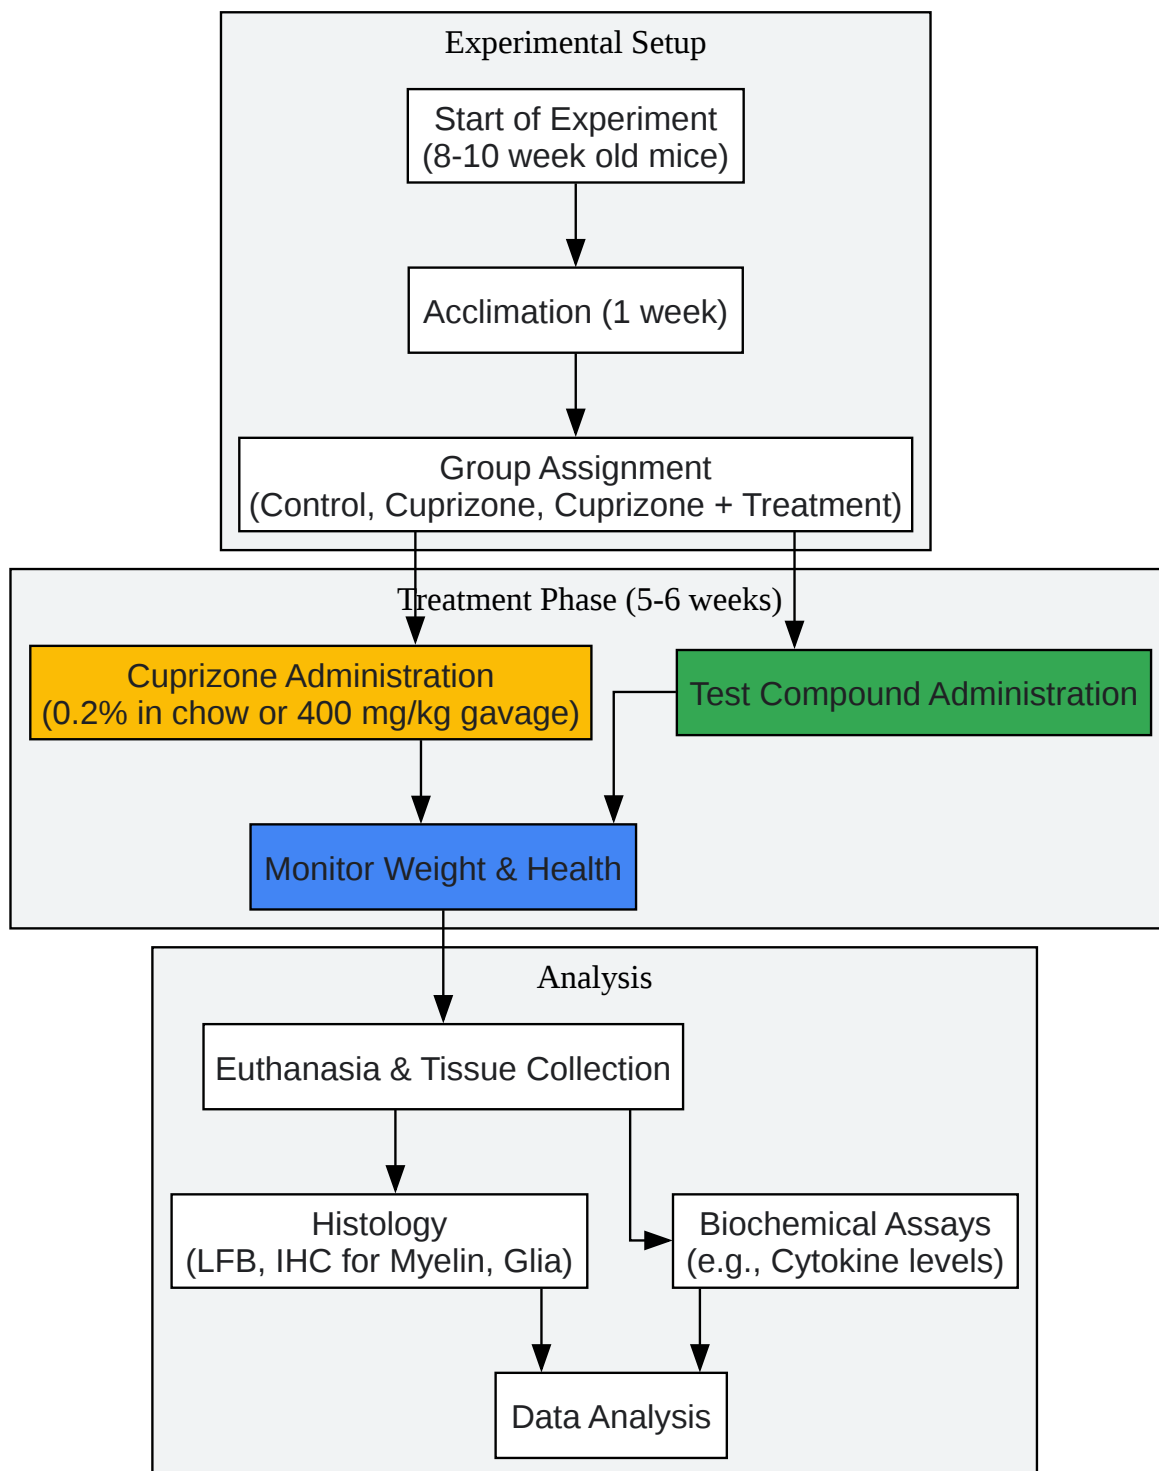 Experimental Setup
Start of Experiment
(8-10 week old mice)
Acclimation (1 week)
Group Assignment
(Control, Cuprizone, Cuprizone + Treatment)
Treatment Phase (5-6 weeks)
Cuprizone Administration
(0.2% in chow or 400 mg/kg gavage)
Test Compound Administration
Monitor Weight & Health
Analysis
Euthanasia & Tissue Collection
Histology
(LFB, IHC for Myelin, Glia)
Biochemical Assays
(e.g., Cytokine levels)
Data Analysis